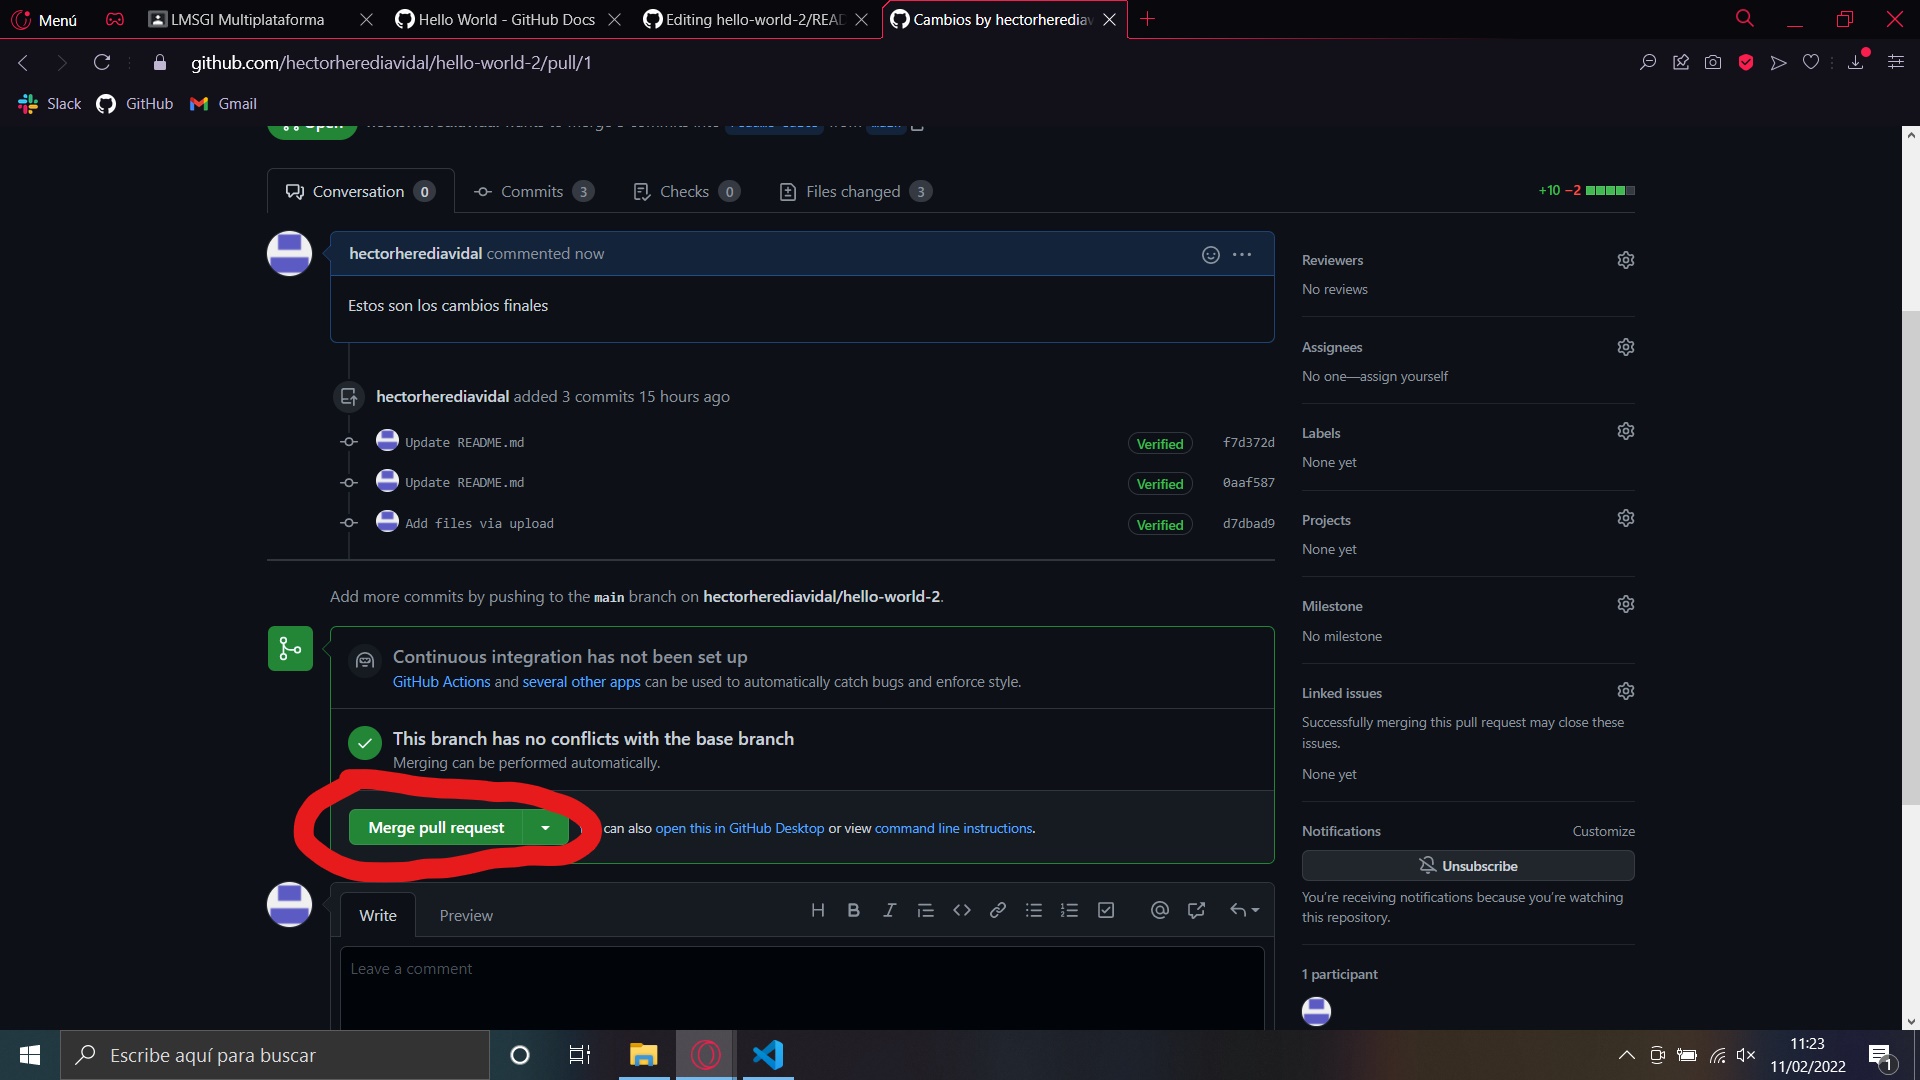 Menú
LMSGI Multiplataforma
Hello World - GitHub Docs
Editing hello-world-2/READ
Cambios by hectorherediav
github.com/hectorherediavidal/hello-world-2/pull/1
Slack
GitHub
Gmail
Open
Conversation 0
Commits 3
Checks 0
Files changed 3
+10 −2
hectorherediavidal commented now
Estos son los cambios finales
hectorherediavidal added 3 commits 15 hours ago
Update README.md Verified f7d372d
Update README.md Verified 0aaf587
Add files via upload Verified d7dbad9
Add more commits by pushing to the main branch on hectorherediavidal/hello-world-2.
Continuous integration has not been set up
GitHub Actions and several other apps can be used to automatically catch bugs and enforce style.
This branch has no conflicts with the base branch
Merging can be performed automatically.
Merge pull request
can also open this in GitHub Desktop or view command line instructions.
Write
Preview
Leave a comment
Reviewers
No reviews
Assignees
No one—assign yourself
Labels
None yet
Projects
None yet
Milestone
No milestone
Linked issues
Successfully merging this pull request may close these
issues.
None yet
Notifications
Customize
Unsubscribe
You're receiving notifications because you're watching
this repository.
1 participant
Escribe aquí para buscar
11:23
11/02/2022
1